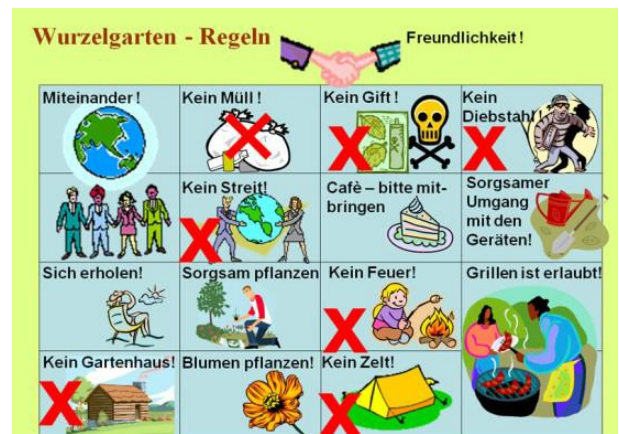 Wurzelgarten - Regeln
Freundlichkeit!
Miteinander !
Kein Müll !
Kein Gift !
Kein
Diebstahl !
Kein Streit!
Cafè – bitte mit-
bringen
Sorgsamer
Umgang
mit den
Geräten!
Sich erholen!
Sorgsam pflanzen
Kein Feuer!
Grillen ist erlaubt!
Kein Gartenhaus!
Blumen pflanzen!
Kein Zelt!